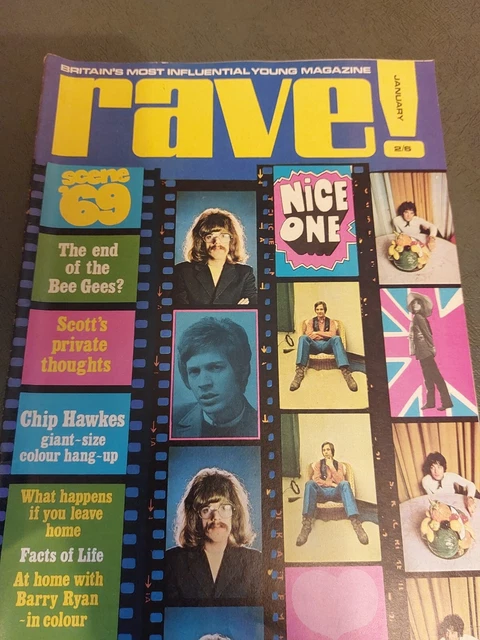 BRITAIN'S MOST INFLUENTIAL YOUNG MAGAZINE
rave!
JANUARY
2/6
scene
'69
The end
of the
Bee Gees?
Scott's
private
thoughts
Chip Hawkes
giant-size
colour hang-up
What happens
if you leave
home
Facts of Life
At home with
Barry Ryan
-in colour
NiCE
ONE